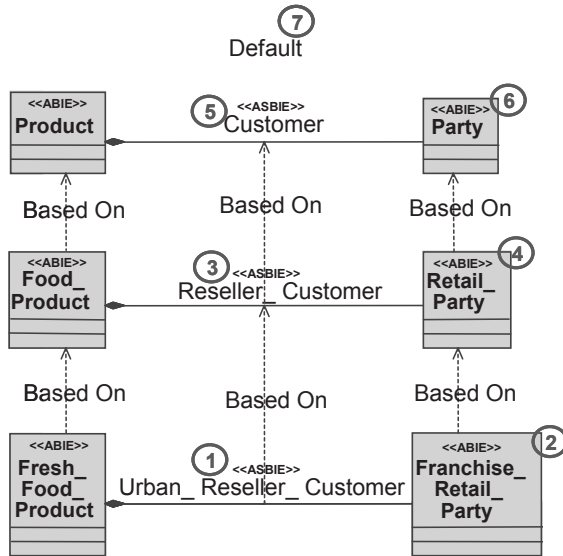 7
Default
<<ABIE>>
Product
5
<<ASBIE>>
Customer
<<ABIE>>
6
Party
Based On
Based On
Based On
<<ABIE>>
Food_
Product
3
<<ASBIE>>
Reseller_ Customer
<<ABIE>>
4
Retail_
Party
Based On
Based On
Based On
<<ABIE>>
Fresh_
Food_
Product
1
<<ASBIE>>
Urban_ Reseller_ Customer
<<ABIE>>
2
Franchise_
Retail_
Party